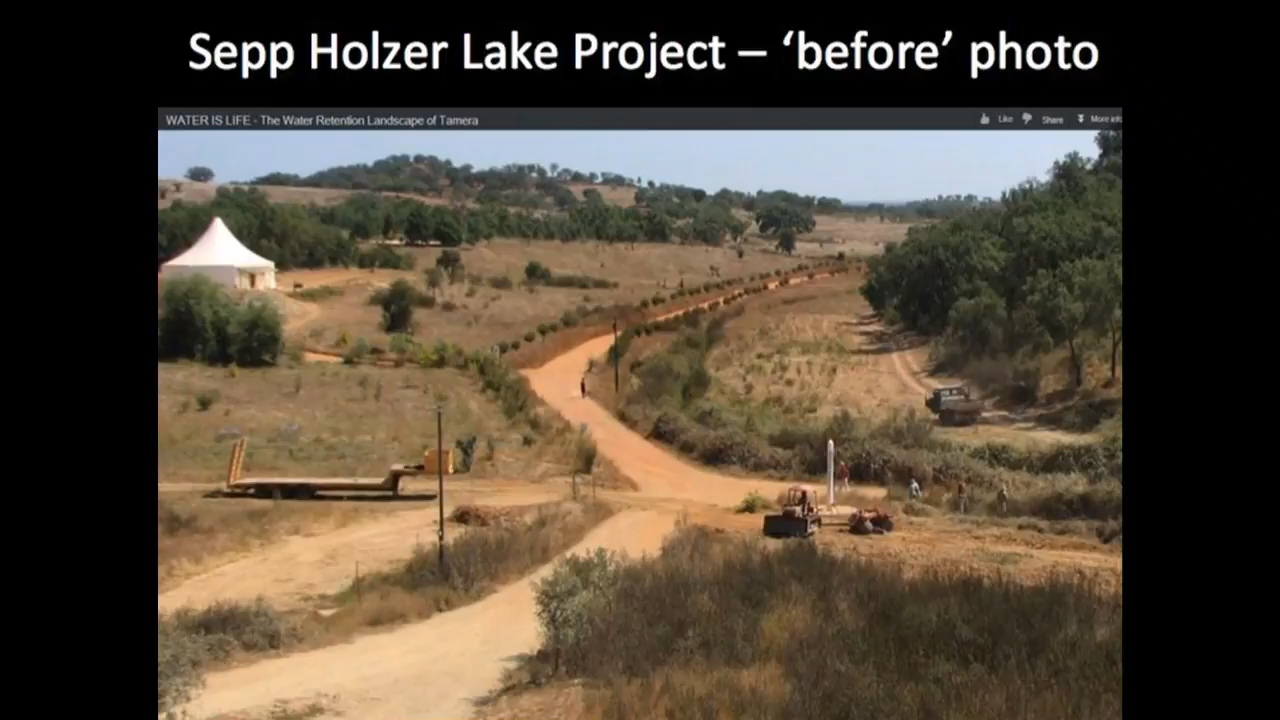 Sepp Holzer Lake Project – ‘before’ photo
WATER IS LIFE - The Water Retention Landscape of Tamera
Like Share More info